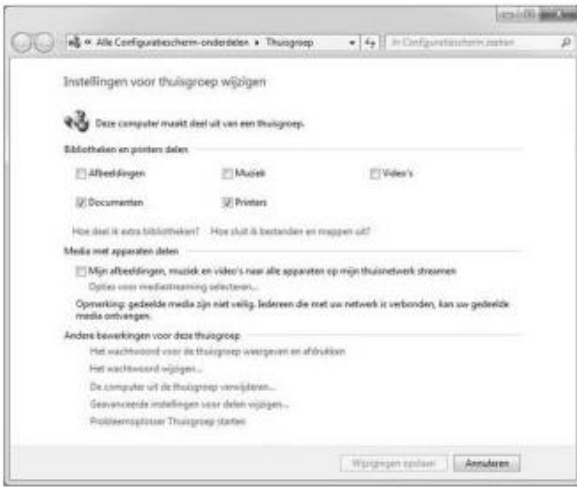 « Alle Configuratiescherm-onderdelen ▸ Thuisgroep
In Configuratiescherm zoeken
Instellingen voor thuisgroep wijzigen
Deze computer maakt deel uit van een thuisgroep.
Bibliotheken en printers delen
Afbeeldingen Muziek Video's
Documenten Printers
Hoe deel ik extra bibliotheken? Hoe sluit ik bestanden en mappen uit?
Media met apparaten delen
Mijn afbeeldingen, muziek en video's naar alle apparaten op mijn thuisnetwerk streamen
Opties voor mediastreaming selecteren...
Opmerking: gedeelde media zijn niet veilig. Iedereen die met uw netwerk is verbonden, kan uw gedeelde
media ontvangen.
Andere bewerkingen voor deze thuisgroep
Het wachtwoord voor de thuisgroep weergeven en afdrukken
Het wachtwoord wijzigen...
De computer uit de thuisgroep verwijderen...
Geavanceerde instellingen voor delen wijzigen...
Probleemoplosser Thuisgroep starten
Wijzigingen opslaan Annuleren